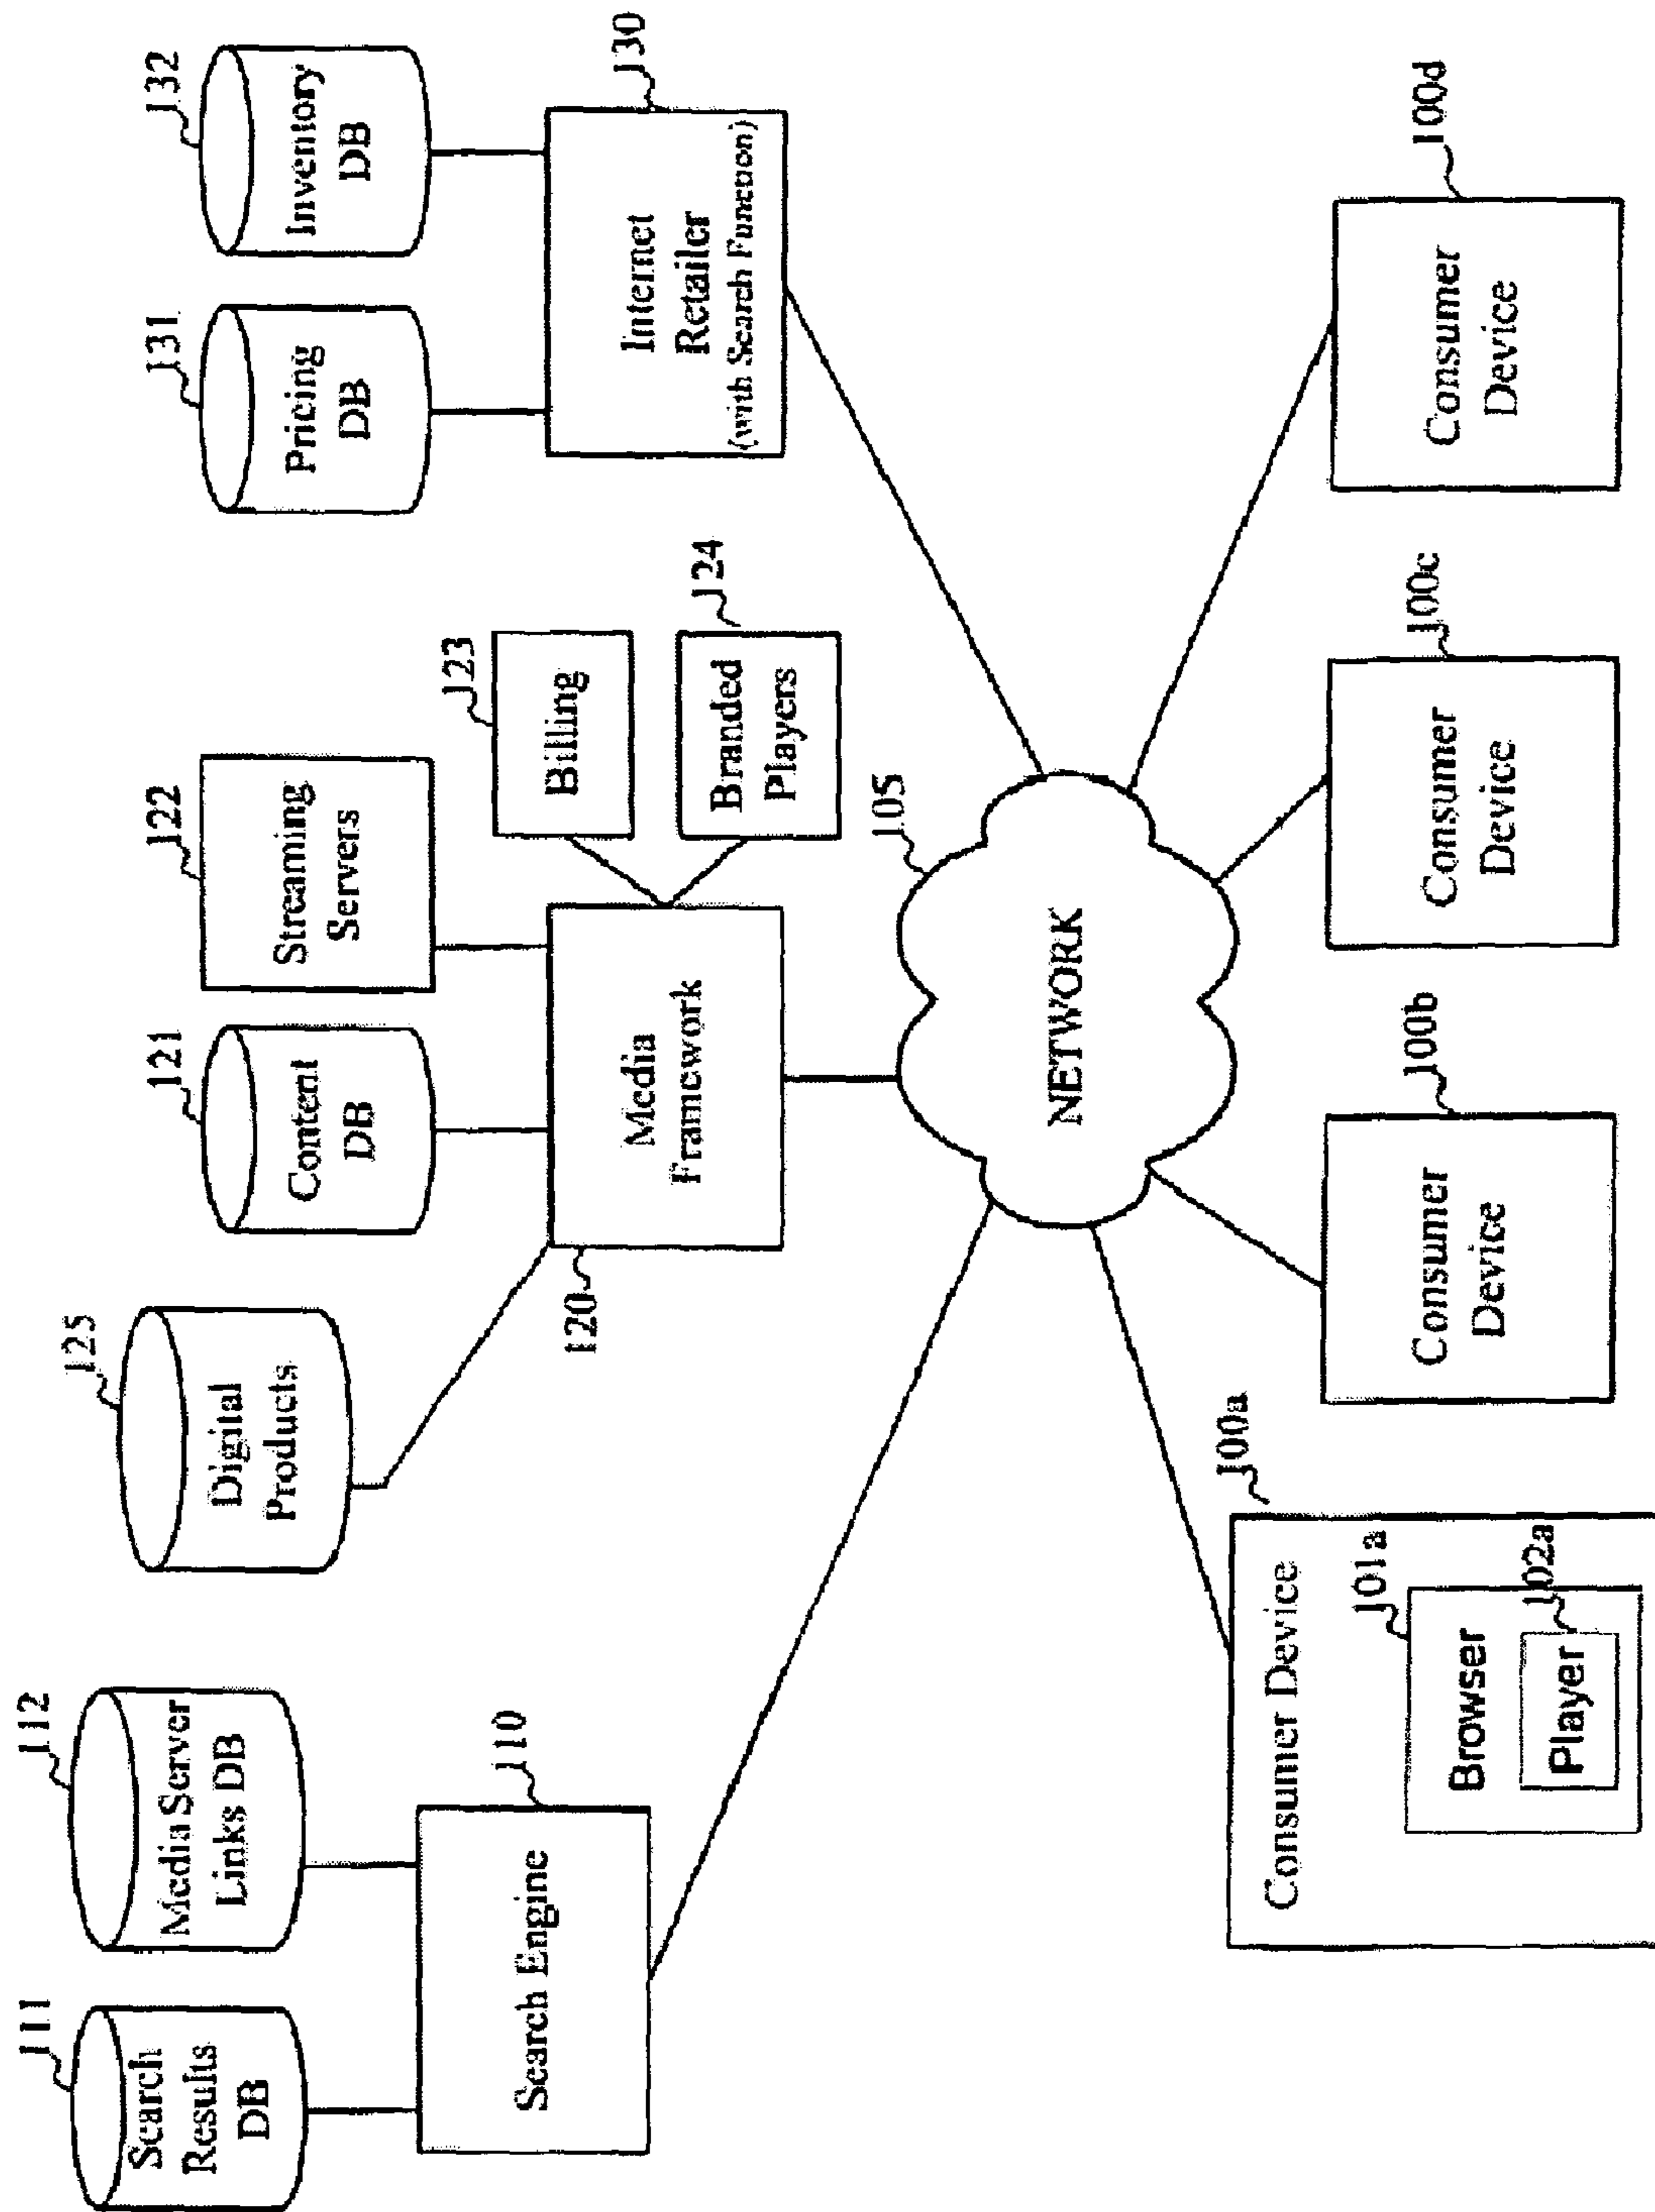 111
Search
Results
DB
112
Media Server
Links DB
110
Search Engine
125
Digital
Products
121
Content
DB
122
Streaming
Servers
120
Media
Framework
123
Billing
124
Branded
Players
131
Pricing
DB
132
Inventory
DB
130
Internet
Retailer
(with Search Function)
105
NETWORK
100a
Consumer Device
101a
Browser
102a
Player
100b
Consumer
Device
100c
Consumer
Device
100d
Consumer
Device